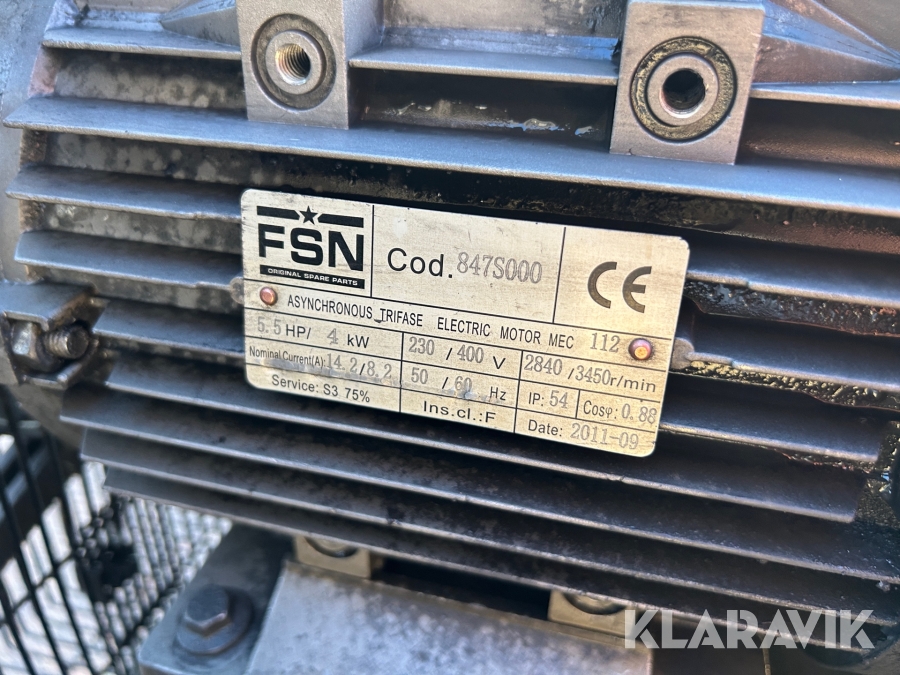 FSN
ORIGINAL SPARE PARTS
Cod. 847S000
CE
ASYNCHRONOUS TRIFASE ELECTRIC MOTOR MEC 112
5.5 HP/ 4 kW
230 / 400 V
2840 /3450r/min
Nominal Current(A): 14.2/8.2
50 / 60 Hz
IP: 54
Cosφ: 0.88
Service: S3 75%
Ins.cl.:F
Date: 2011-09
KLARAVIK